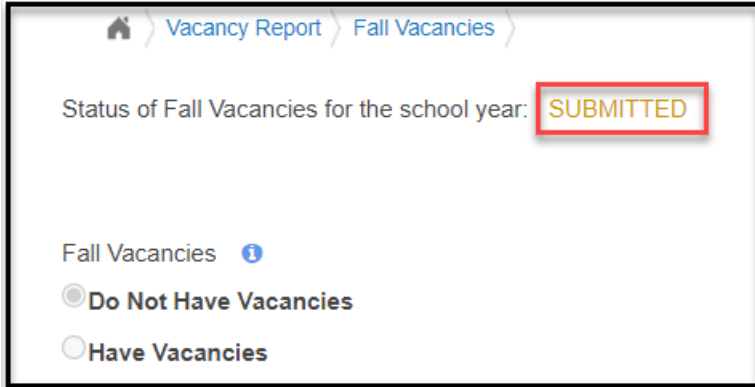 Vacancy Report Fall Vacancies
Status of Fall Vacancies for the school year: SUBMITTED
Fall Vacancies
Do Not Have Vacancies
Have Vacancies